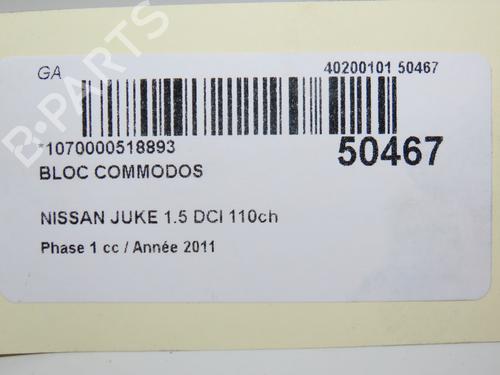 GA
40200101 50467
*1070000518893
50467
BLOC COMMODOS
NISSAN JUKE 1.5 DCI 110ch
Phase 1 cc / Année 2011
B-PARTS